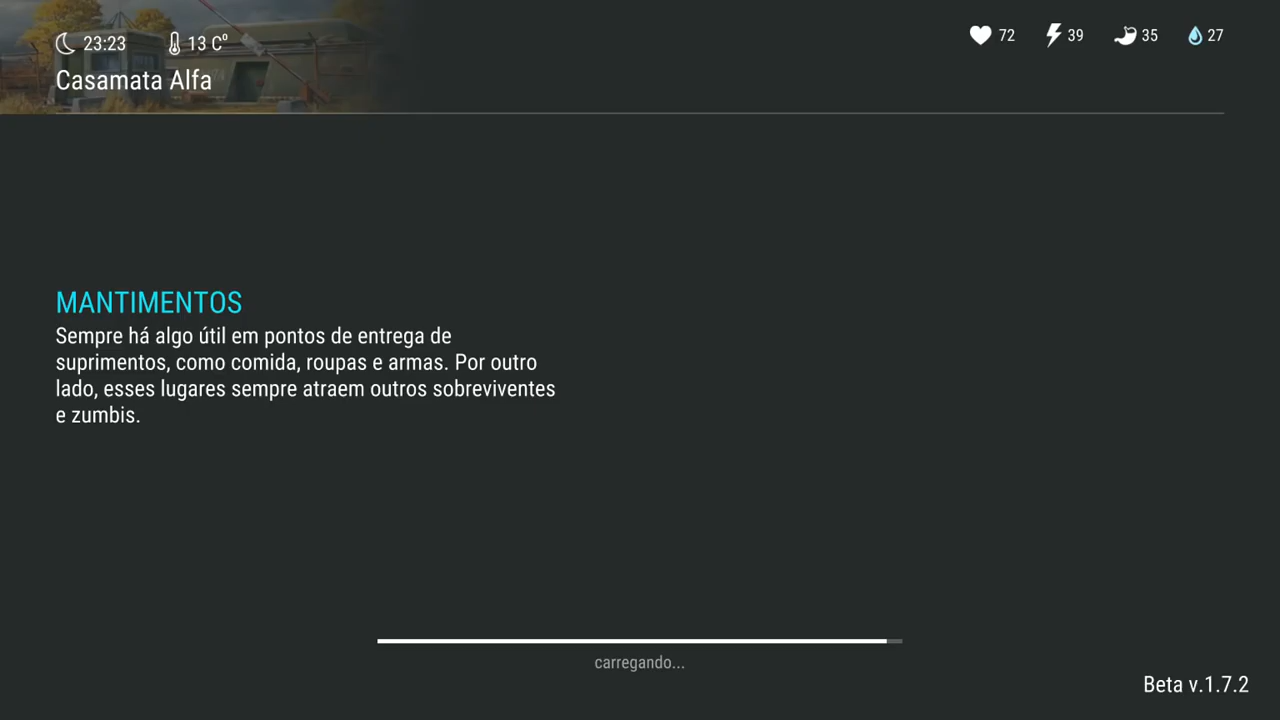 23:23 13 Cº
Casamata Alfa
72 39 35 27
MANTIMENTOS
Sempre há algo útil em pontos de entrega de
suprimentos, como comida, roupas e armas. Por outro
lado, esses lugares sempre atraem outros sobreviventes
e zumbis.
carregando...
Beta v.1.7.2